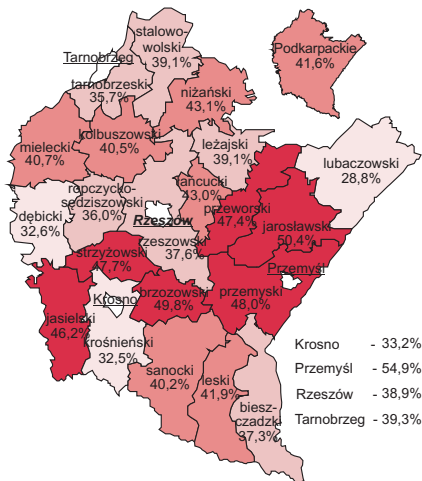 stalowo-
wolski
39,1%
Podkarpackie
41,6%
Tarnobrzeg
tarnobrzeski
35,7%
niżański
43,1%
mielecki
40,7%
kolbuszowski
40,5%
leżajski
39,1%
lubaczowski
28,8%
ropczycko-
sędziszowski
36,0%
łańcucki
43,0%
dębicki
32,6%
Rzeszów
przeworski
47,4%
jarosławski
50,4%
rzeszowski
37,6%
strzyżowski
47,7%
Przemyśl
przemyski
48,0%
Krosno
brzozowski
49,8%
jasielski
46,2%
krośnieński
32,5%
sanocki
40,2%
leski
41,9%
biesz-
czadzki
37,3%
Krosno - 33,2%
Przemyśl - 54,9%
Rzeszów - 38,9%
Tarnobrzeg - 39,3%